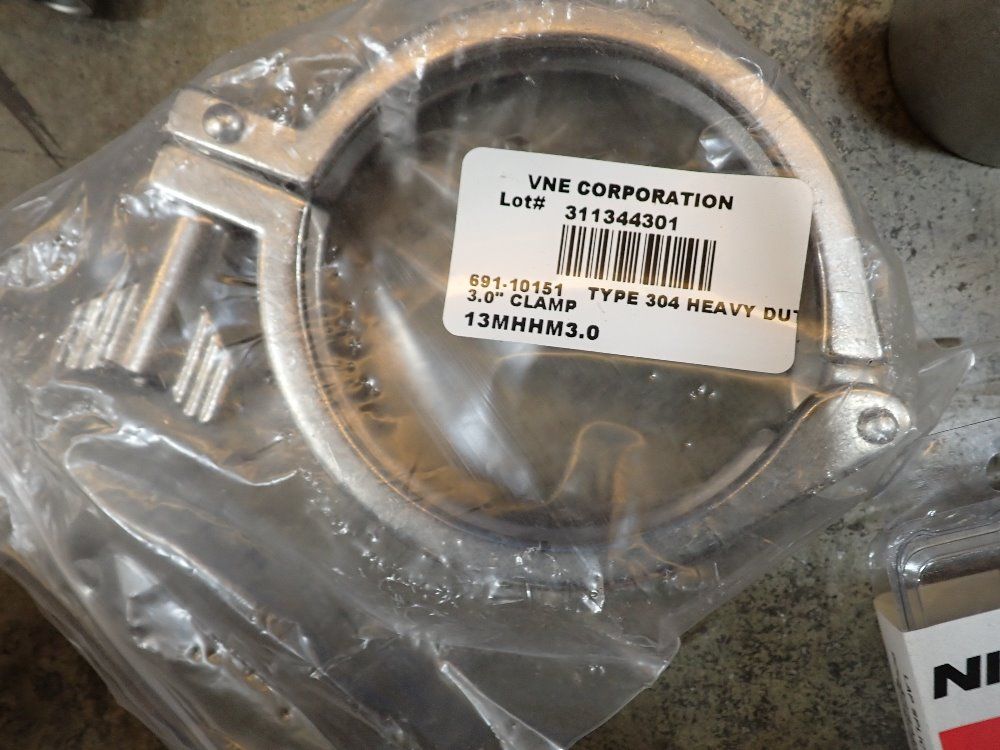 VNE CORPORATION
Lot# 311344301
691-10151 TYPE 304 HEAVY DUT
3.0" CLAMP
13MHHM3.0